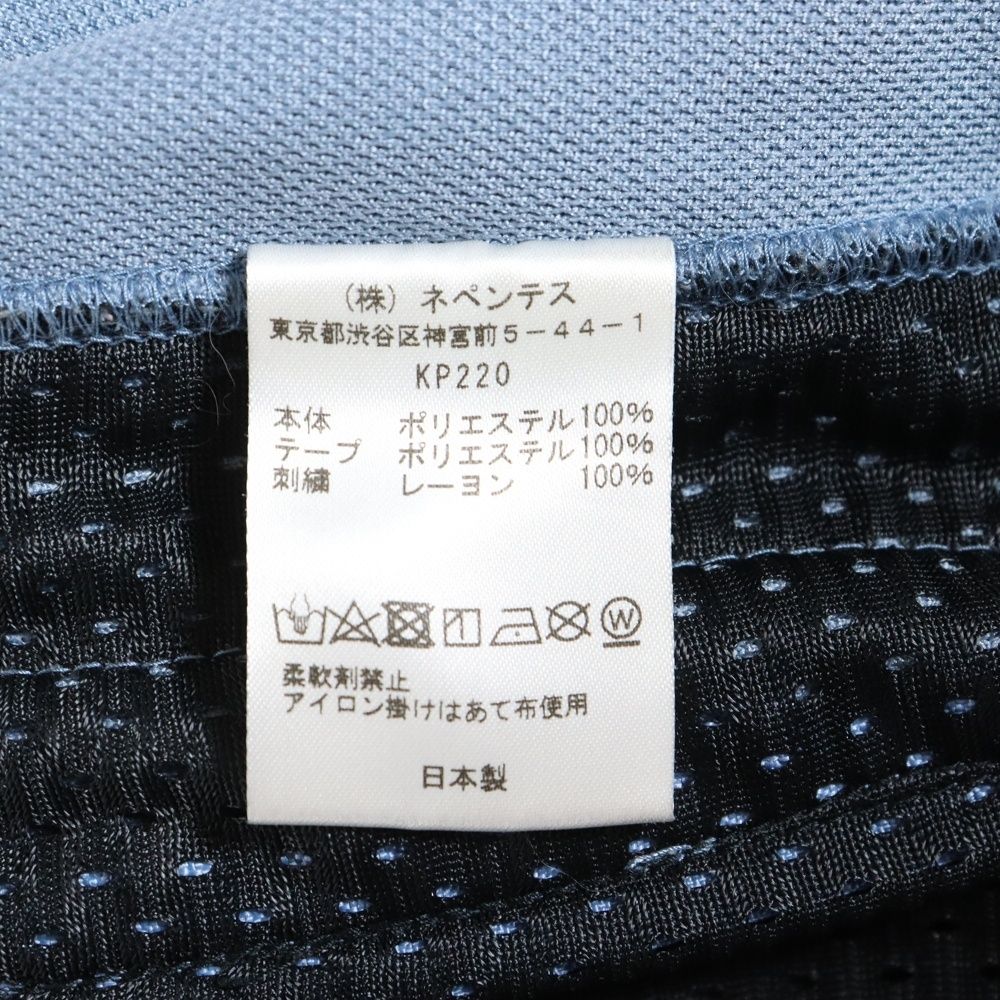 （株）ネペンテス
東京都渋谷区神宮前5-44-1
KP220
本体 ポリエステル100%
テープ ポリエステル100%
刺繍 レーヨン 100%
W
柔軟剤禁止
アイロン掛けはあて布使用
日本製